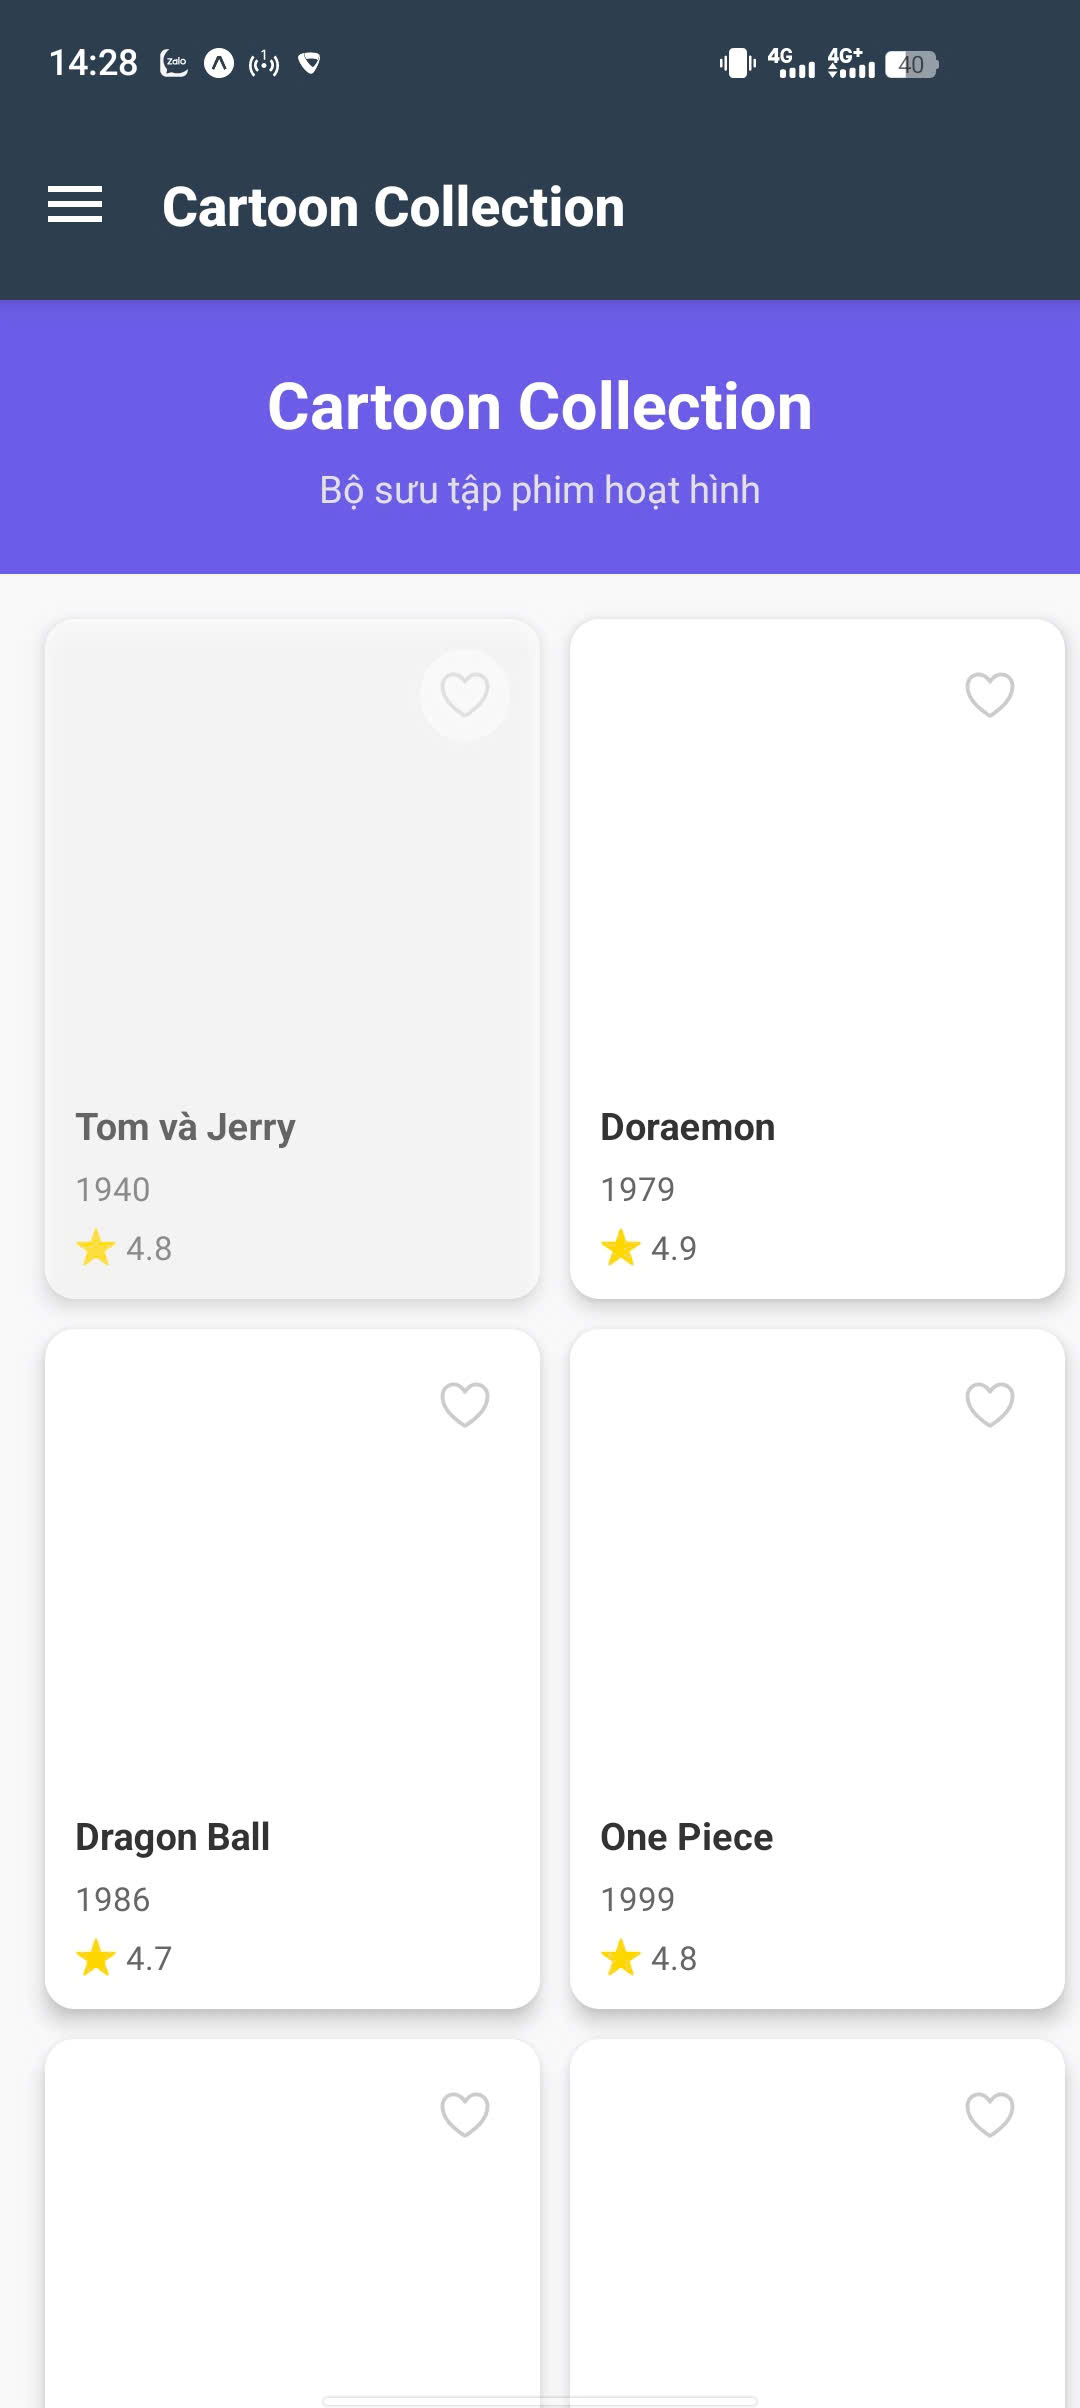 14:28 Zalo 1 4G 4G+ 40
Cartoon Collection
Cartoon Collection
Bộ sưu tập phim hoạt hình
Tom và Jerry
1940
4.8
Doraemon
1979
4.9
Dragon Ball
1986
4.7
One Piece
1999
4.8